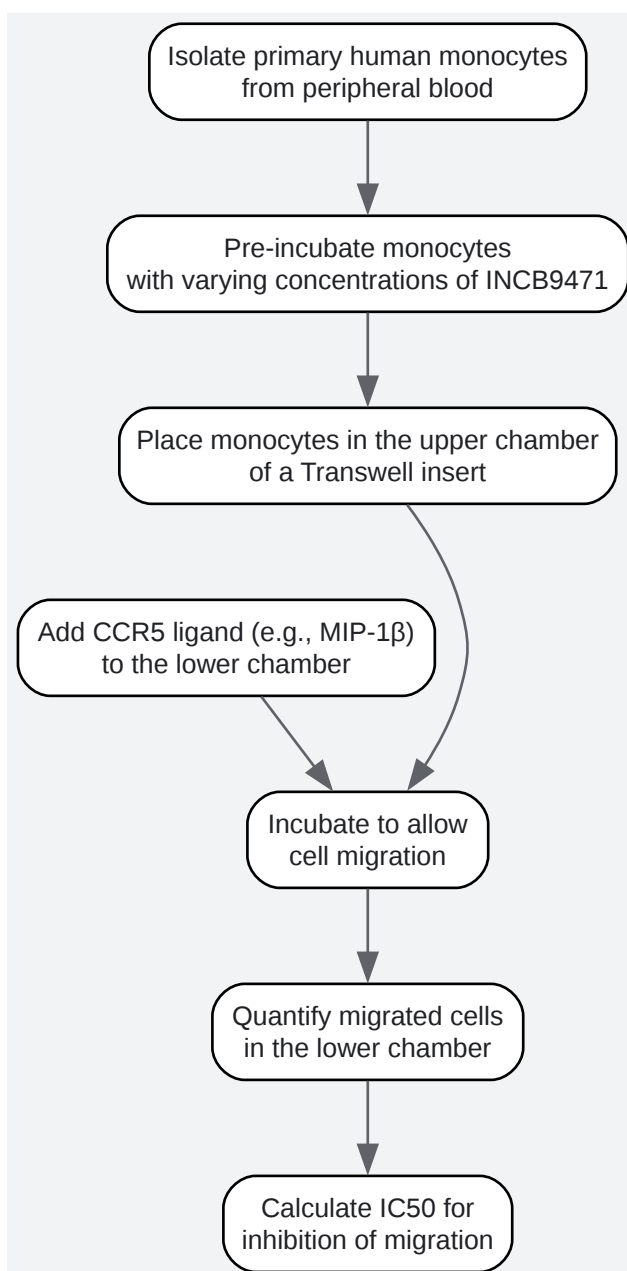 Isolate primary human monocytes
from peripheral blood
Pre-incubate monocytes
with varying concentrations of INCB9471
Place monocytes in the upper chamber
of a Transwell insert
Add CCR5 ligand (e.g., MIP-1β)
to the lower chamber
Incubate to allow
cell migration
Quantify migrated cells
in the lower chamber
Calculate IC50 for
inhibition of migration